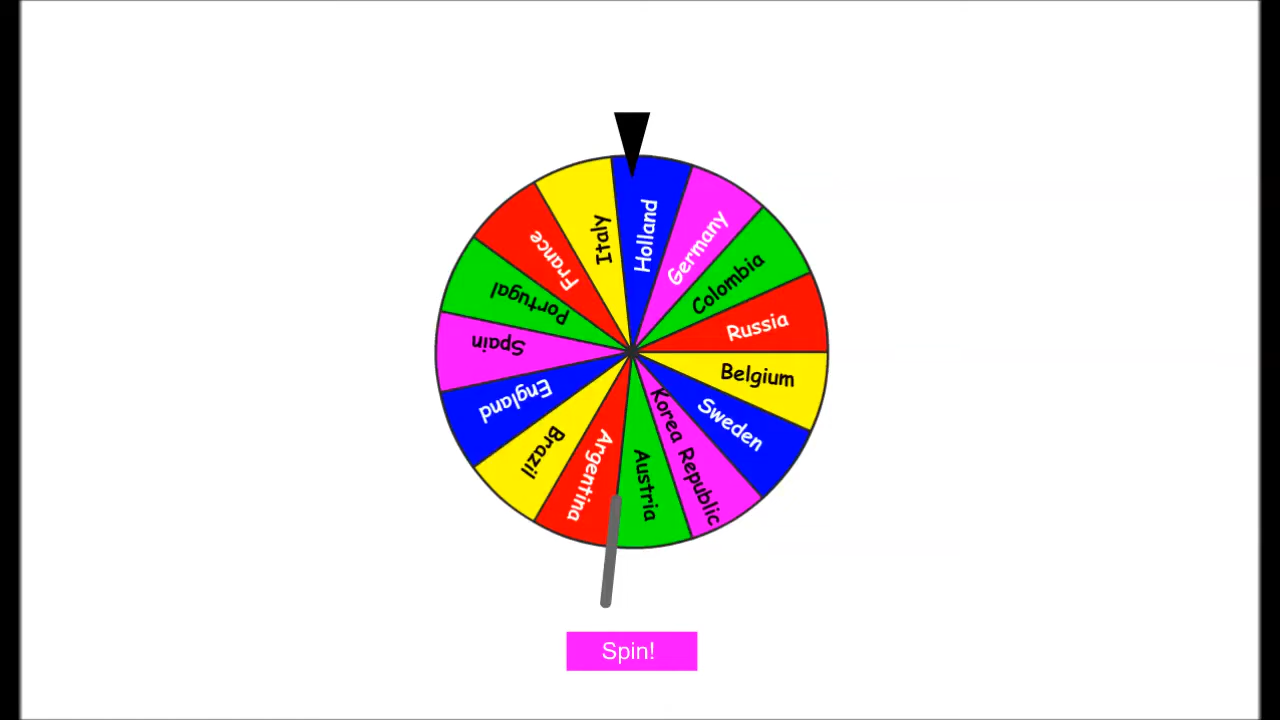 Holland
Germany
Colombia
Russia
Belgium
Sweden
Korea Republic
Austria
Argentina
Brazil
England
Spain
Portugal
France
Italy
Spin!